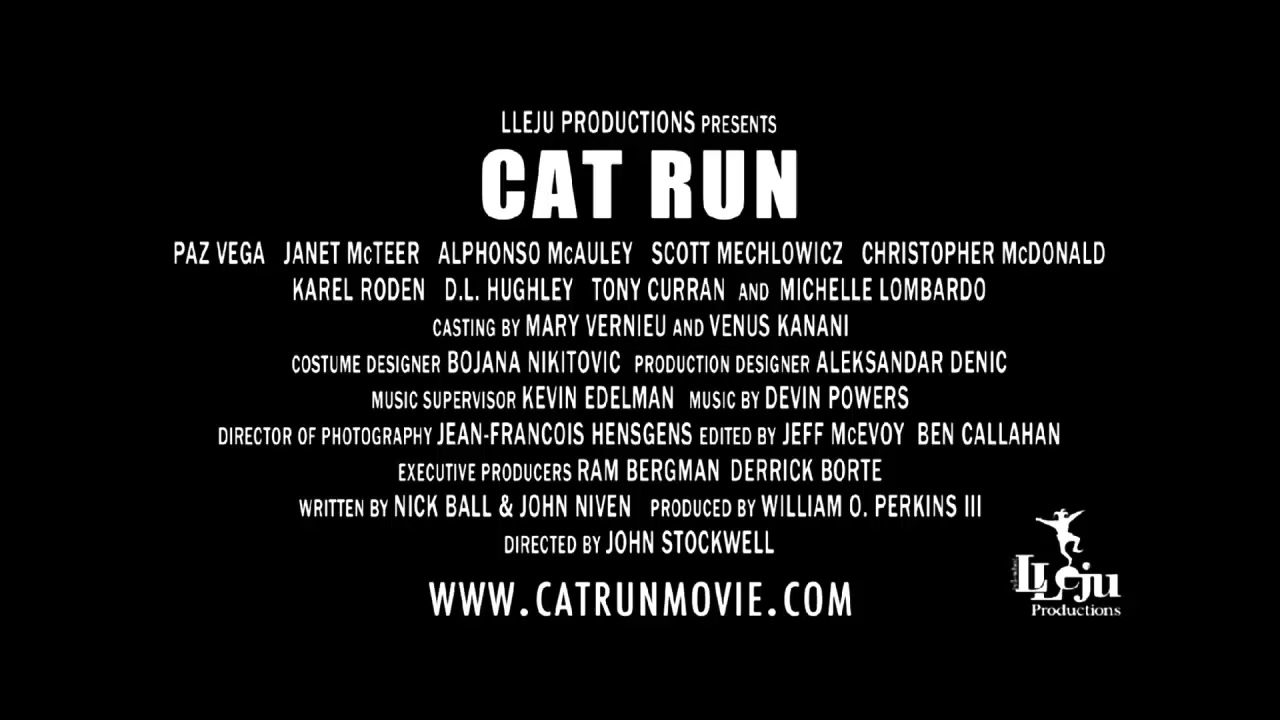 LLEJU PRODUCTIONS PRESENTS
CAT RUN
PAZ VEGA JANET McTEER ALPHONSO McAULEY SCOTT MECHLOWICZ CHRISTOPHER McDONALD
KAREL RODEN D.L. HUGHLEY TONY CURRAN AND MICHELLE LOMBARDO
CASTING BY MARY VERNIEU AND VENUS KANANI
COSTUME DESIGNER BOJANA NIKITOVIC PRODUCTION DESIGNER ALEKSANDAR DENIC
MUSIC SUPERVISOR KEVIN EDELMAN MUSIC BY DEVIN POWERS
DIRECTOR OF PHOTOGRAPHY JEAN-FRANCOIS HENSGENS EDITED BY JEFF McEVOY BEN CALLAHAN
EXECUTIVE PRODUCERS RAM BERGMAN DERRICK BORTE
WRITTEN BY NICK BALL & JOHN NIVEN PRODUCED BY WILLIAM O. PERKINS III
DIRECTED BY JOHN STOCKWELL
WWW.CATRUNMOVIE.COM
LLeju
Productions